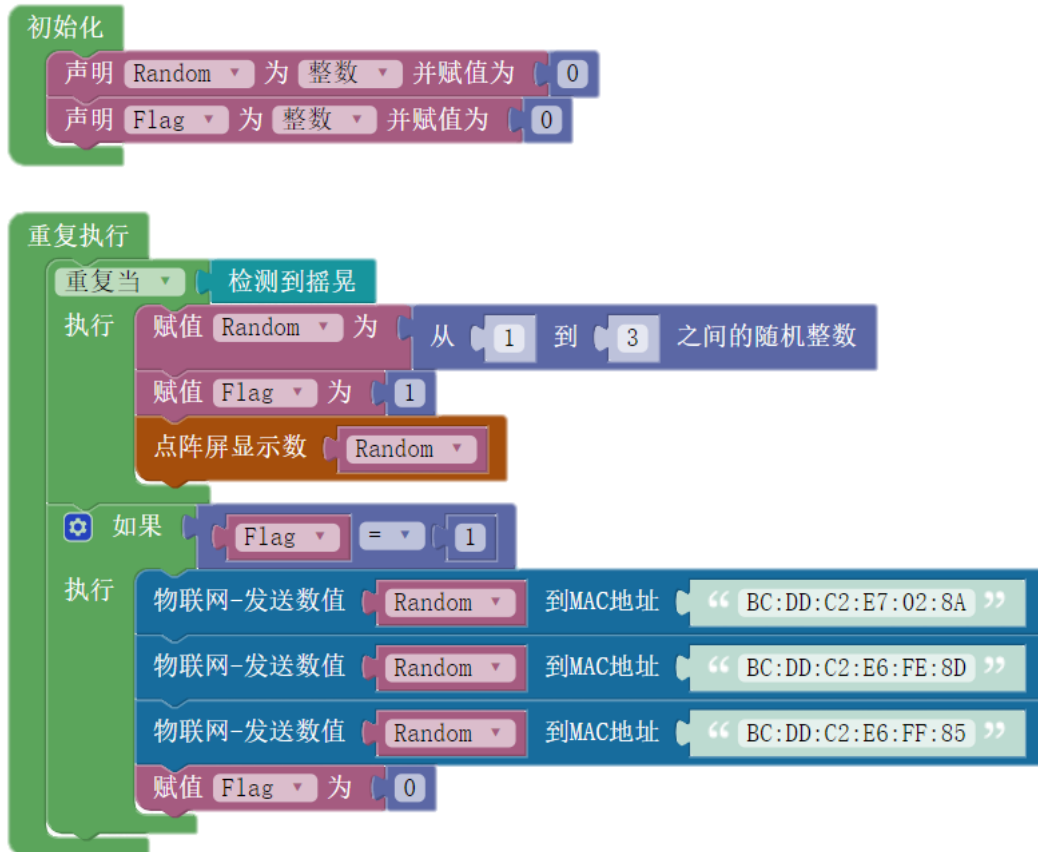 初始化
声明 Random 为 整数 并赋值为 0
声明 Flag 为 整数 并赋值为 0
重复执行
重复当 检测到摇晃
执行 赋值 Random 为 从 1 到 3 之间的随机整数
赋值 Flag 为 1
点阵屏显示数 Random
如果 Flag = 1
执行 物联网-发送数值 Random 到MAC地址 “ BC:DD:C2:E7:02:8A ”
物联网-发送数值 Random 到MAC地址 “ BC:DD:C2:E6:FE:8D ”
物联网-发送数值 Random 到MAC地址 “ BC:DD:C2:E6:FF:85 ”
赋值 Flag 为 0